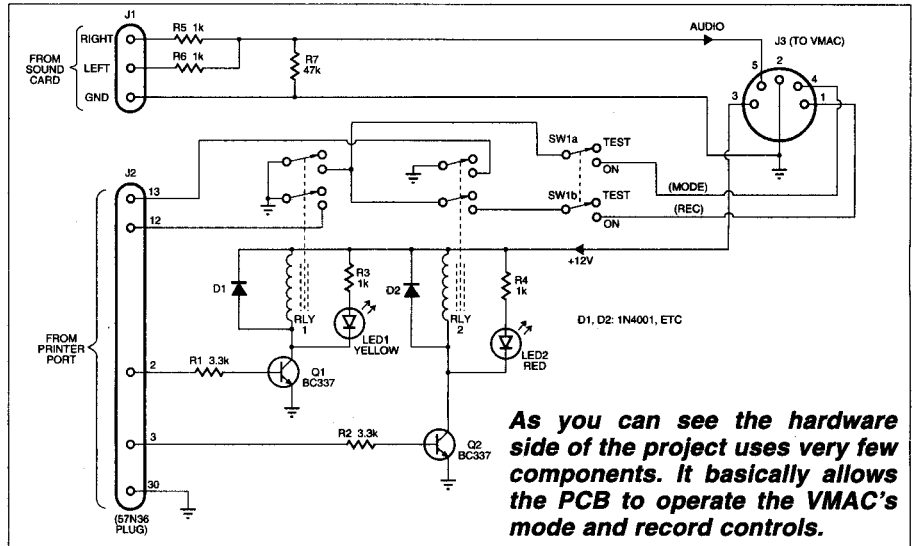 J1
RIGHT
LEFT
GND
FROM
SOUND
CARD
R5 1k
R6 1k
R7
47k
AUDIO
J3 (TO VMAC)
5
2
4
3
1
J2
13
12
2
3
30
FROM
PRINTER
PORT
(57N36
PLUG)
SW1a
TEST
ON
SW1b
TEST
ON
(MODE)
(REC)
+12V
D1
RLY
1
R3
1k
LED1
YELLOW
D2
RLY
2
R4
1k
LED2
RED
D1, D2: 1N4001, ETC
R1 3.3k
Q1
BC337
R2 3.3k
Q2
BC337
As you can see the hardware
side of the project uses very few
components. It basically allows
the PCB to operate the VMAC's
mode and record controls.